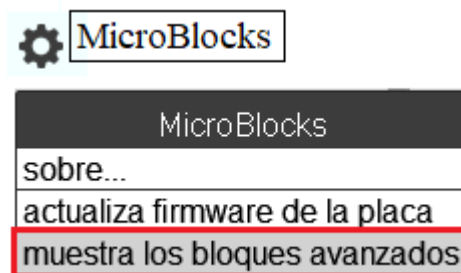 MicroBlocks
MicroBlocks
sobre...
actualiza firmware de la placa
muestra los bloques avanzados